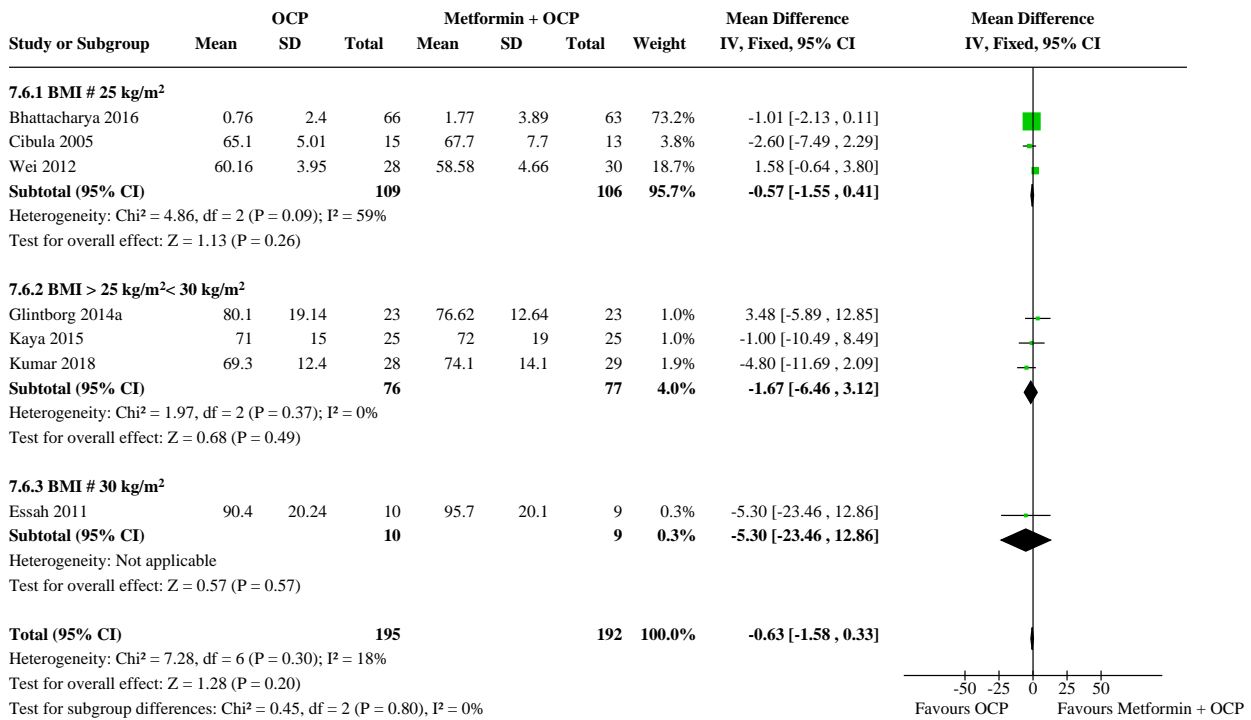 OCP Metformin + OCP Mean Difference Mean Difference
Study or Subgroup Mean SD Total Mean SD Total Weight IV, Fixed, 95% CI IV, Fixed, 95% CI
7.6.1 BMI # 25 kg/m²
Bhattacharya 2016 0.76 2.4 66 1.77 3.89 63 73.2% -1.01 [-2.13 , 0.11]
Cibula 2005 65.1 5.01 15 67.7 7.7 13 3.8% -2.60 [-7.49 , 2.29]
Wei 2012 60.16 3.95 28 58.58 4.66 30 18.7% 1.58 [-0.64 , 3.80]
Subtotal (95% CI) 109 106 95.7% -0.57 [-1.55 , 0.41]
Heterogeneity: Chi² = 4.86, df = 2 (P = 0.09); I² = 59%
Test for overall effect: Z = 1.13 (P = 0.26)
7.6.2 BMI > 25 kg/m²< 30 kg/m²
Glintborg 2014a 80.1 19.14 23 76.62 12.64 23 1.0% 3.48 [-5.89 , 12.85]
Kaya 2015 71 15 25 72 19 25 1.0% -1.00 [-10.49 , 8.49]
Kumar 2018 69.3 12.4 28 74.1 14.1 29 1.9% -4.80 [-11.69 , 2.09]
Subtotal (95% CI) 76 77 4.0% -1.67 [-6.46 , 3.12]
Heterogeneity: Chi² = 1.97, df = 2 (P = 0.37); I² = 0%
Test for overall effect: Z = 0.68 (P = 0.49)
7.6.3 BMI # 30 kg/m²
Essah 2011 90.4 20.24 10 95.7 20.1 9 0.3% -5.30 [-23.46 , 12.86]
Subtotal (95% CI) 10 9 0.3% -5.30 [-23.46 , 12.86]
Heterogeneity: Not applicable
Test for overall effect: Z = 0.57 (P = 0.57)
Total (95% CI) 195 192 100.0% -0.63 [-1.58 , 0.33]
Heterogeneity: Chi² = 7.28, df = 6 (P = 0.30); I² = 18%
Test for overall effect: Z = 1.28 (P = 0.20)
-50 -25 0 25 50
Test for subgroup differences: Chi² = 0.45, df = 2 (P = 0.80), I² = 0%
Favours OCP Favours Metformin + OCP